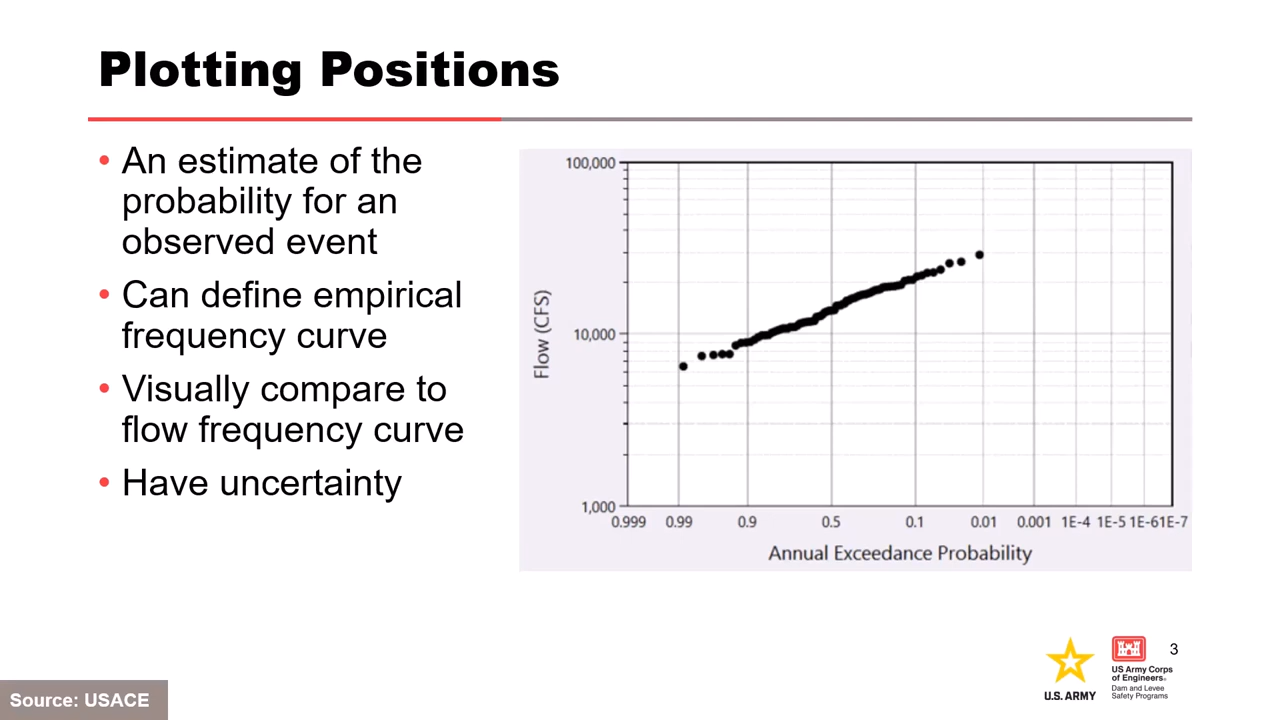 Plotting Positions
• An estimate of the
probability for an
observed event
• Can define empirical
frequency curve
• Visually compare to
flow frequency curve
• Have uncertainty
100,000
10,000
1,000
Flow (CFS)
0.999 0.99 0.9 0.5 0.1 0.01 0.001 1E-4 1E-5 1E-6 1E-7
Annual Exceedance Probability
U.S. ARMY
US Army Corps
of Engineers®
Dam and Levee
Safety Programs
3
Source: USACE